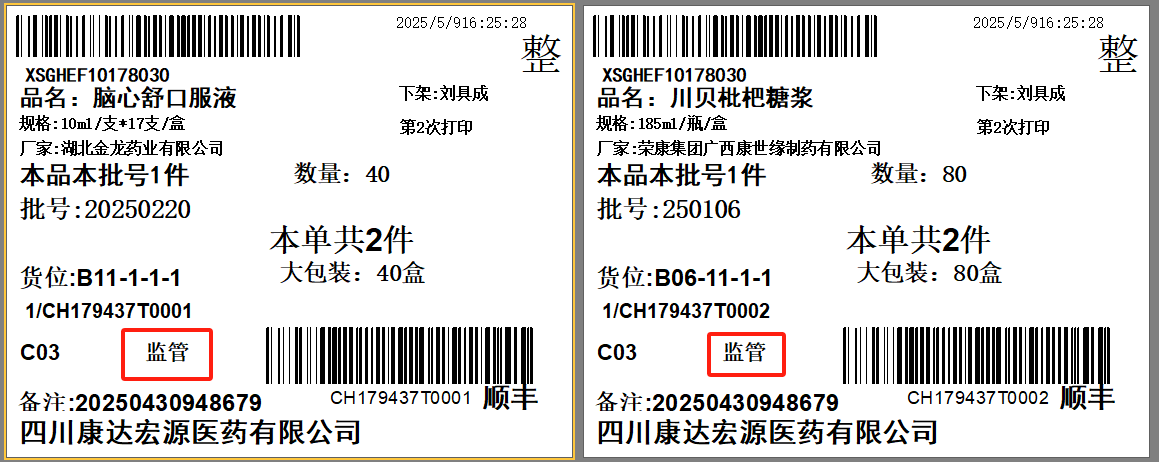 2025/5/916:25:28
整
XSGHEF10178030
品名：脑心舒口服液
下架:刘具成
规格:10ml/支*17支/盒
第2次打印
厂家:湖北金龙药业有限公司
本品本批号1件
数量：40
批号:20250220
本单共2件
货位:B11-1-1-1
大包装：40盒
1/CH179437T0001
C03
监管
CH179437T0001
顺丰
备注:20250430948679
四川康达宏源医药有限公司
2025/5/916:25:28
整
XSGHEF10178030
品名：川贝枇杷糖浆
下架:刘具成
规格:185ml/瓶/盒
第2次打印
厂家:荣康集团广西康世缘制药有限公司
本品本批号1件
数量：80
批号:250106
本单共2件
货位:B06-11-1-1
大包装：80盒
1/CH179437T0002
C03
监管
CH179437T0002
顺丰
备注:20250430948679
四川康达宏源医药有限公司